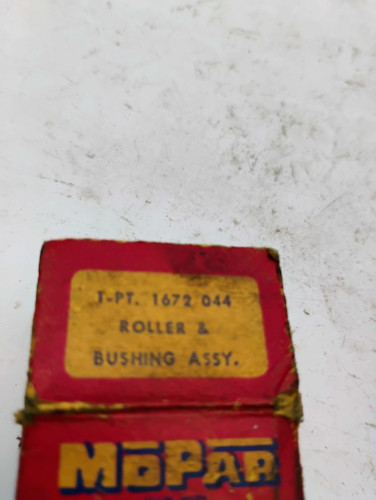 T-PT. 1672 044
ROLLER &
BUSHING ASSY.
MOPAR